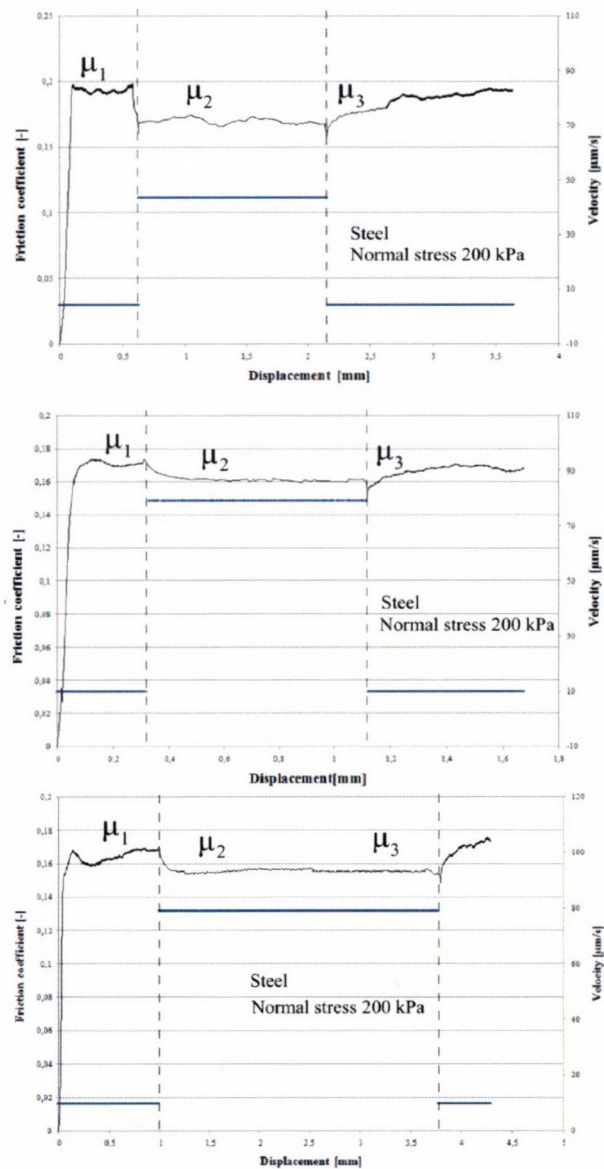 0,25
0,2
0,15
0,1
0,05
0
Friction coefficient [-]
μ1
μ2
μ3
Steel
Normal stress 200 kPa
110
90
70
50
30
10
-10
Velocity [μm/s]
0 0,5 1 1,5 2 2,5 3 3,5 4
Displacement [mm]
0,2
0,18
0,16
0,14
0,12
0,1
0,08
0,06
0,04
0,02
0
Friction coefficient [-]
μ1
μ2
μ3
Steel
Normal stress 200 kPa
110
90
70
50
30
10
-10
Velocity [μm/s]
0 0,2 0,4 0,6 0,8 1 1,2 1,4 1,6 1,8
Displacement[mm]
0,2
0,18
0,16
0,14
0,12
0,1
0,08
0,06
0,04
0,02
0
Friction coefficient [-]
μ1
μ2
μ3
Steel
Normal stress 200 kPa
120
100
80
60
40
20
0
Velocity [μm/s]
0 0,5 1 1,5 2 2,5 3 3,5 4 4,5 5
Displacement [mm]